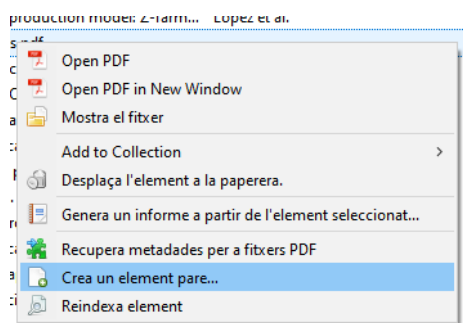 production model: Z-farm... Lopez et al.
s.pdf
Open PDF
Open PDF in New Window
Mostra el fitxer
Add to Collection
Desplaça l'element a la paperera.
Genera un informe a partir de l'element seleccionat...
Recupera metadades per a fitxers PDF
Crea un element pare...
Reindexa element